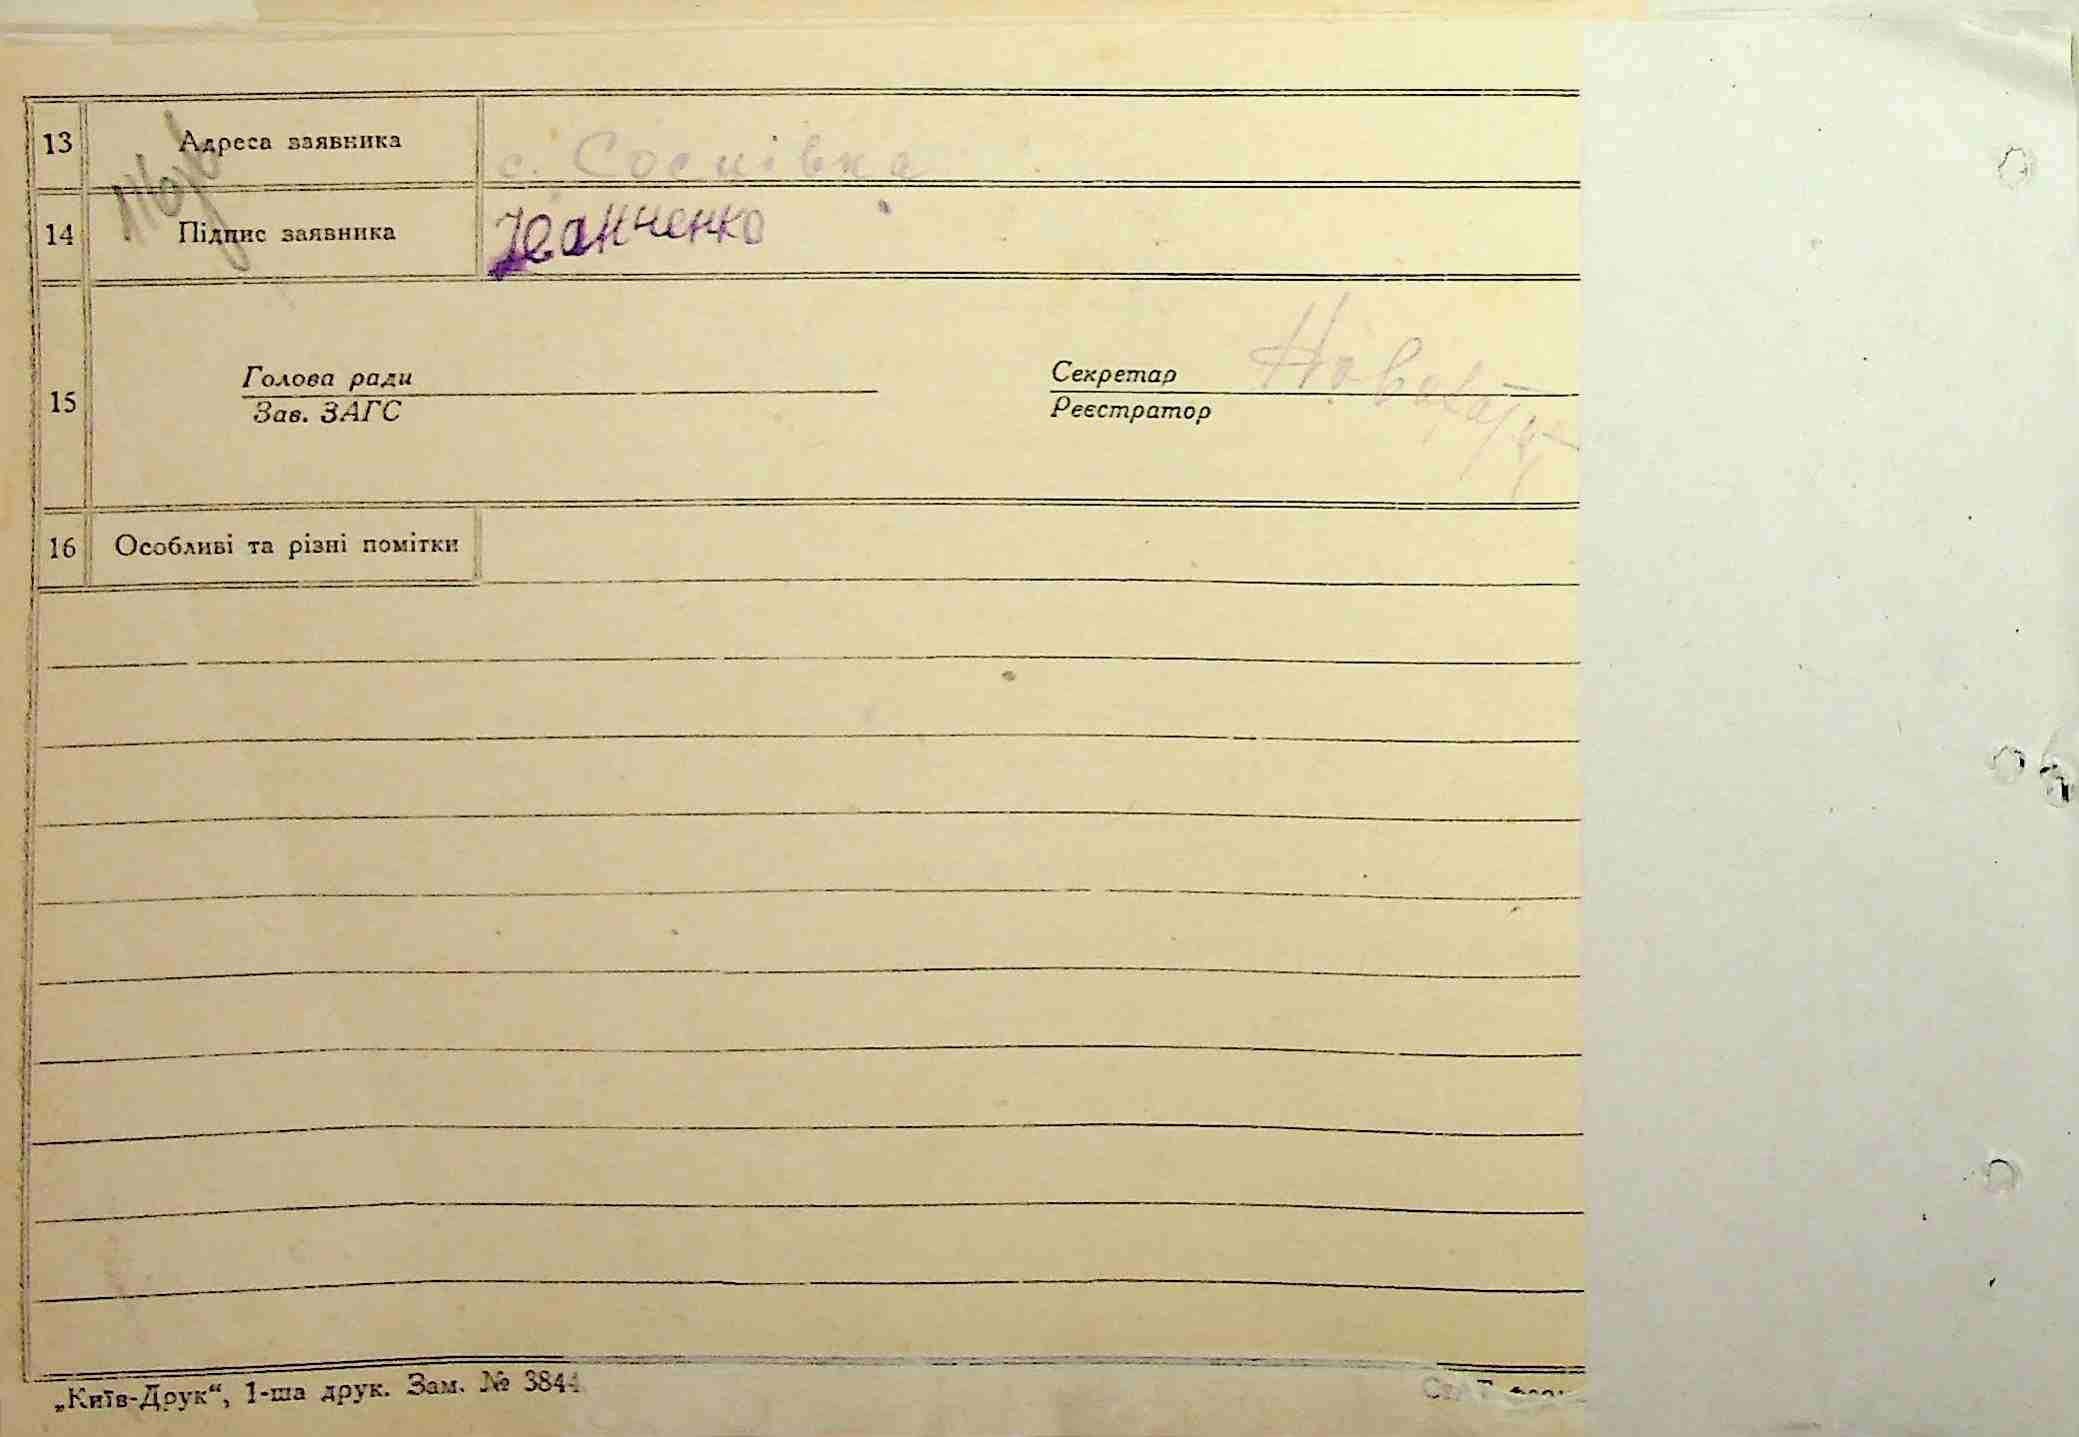 13 Адреса заявника с. Соснівка
14 Підпис заявника Іванченко
15 Голова ради Секретар
Зав. ЗАГС Реєстратор
16 Особливі та різні помітки
„Київ-Друк“, 1-ша друк. Зам. № 3844